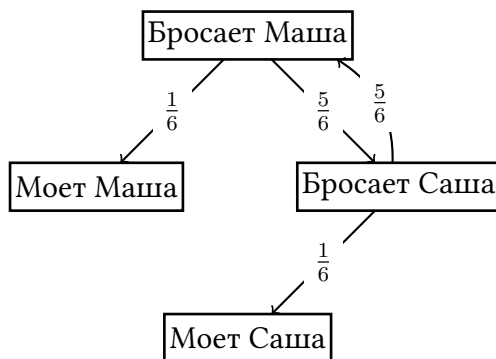 Бросает Маша
1/6
5/6
5/6
Моет Маша
Бросает Саша
1/6
Моет Саша